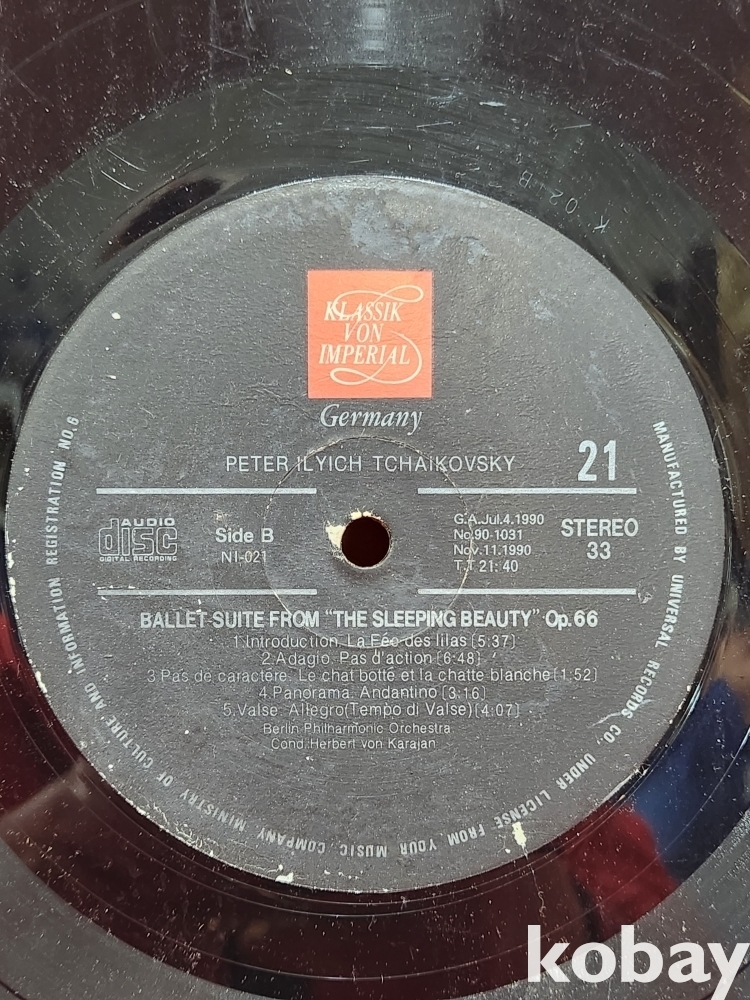 K 02 B
KLASSIK
VON
IMPERIAL
Germany
PETER ILYICH TCHAIKOVSKY
21
AUDIO
disc
DIGITAL RECORDING
Side B
NI-021
G.A.Jul.4.1990
No.90-1031
Nov.11.1990
T.T 21:40
STEREO
33
BALLET SUITE FROM "THE SLEEPING BEAUTY" Op.66
1.Introduction. La Fée des lilas (5:37)
2.Adagio. Pas d'action (6:48)
3 Pas de caractère. Le chat botté et la chatte blanche (1:52)
4.Panorama. Andantino (3:16)
5.Valse. Allegro(Tempo di Valse) (4:07)
Berlin Philharmonic Orchestra
Cond.Herbert von Karajan
MANUFACTURED BY UNIVERSAL RECORDS CO., UNDER LICENSE FROM YOUR MUSIC COMPANY MINISTRY OF CULTURE AND INFORMATION REGISTRATION NO.6
kobay